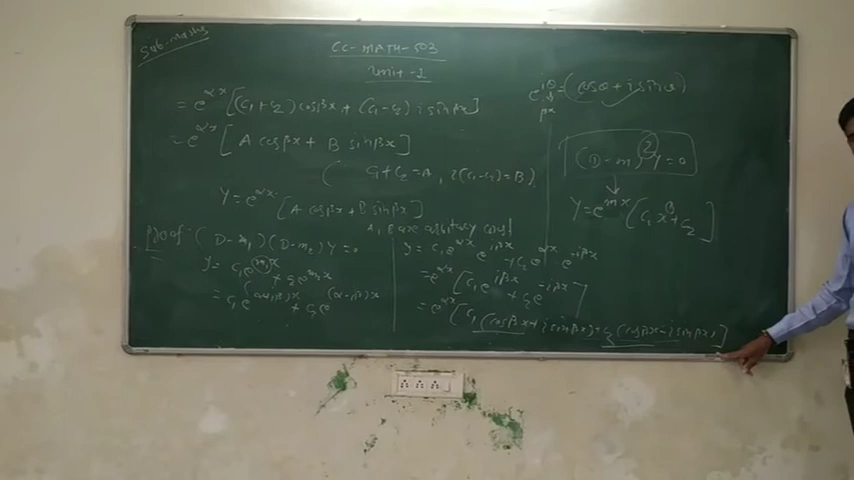 Sub-maths
CC-MATH-503
Unit-2
= e^{αx} [(c₁+c₂) cosβx + (c₁-c₂) i sinβx]
= e^{αx} [A cosβx + B sinβx]
(c₁+c₂ = A, i(c₁-c₂) = B)
Y = e^{αx} [A cosβx + B sinβx]
A, B are arbitrary const
Proof - (D-m₁)(D-m₂)Y = 0
y = c₁e^{m₁x} + c₂e^{m₂x}
= c₁e^{(α+iβ)x} + c₂e^{(α-iβ)x}
y = c₁e^{αx} e^{iβx} + c₂e^{αx} e^{-iβx}
= e^{αx} [c₁e^{iβx} + c₂e^{-iβx}]
= e^{αx} [c₁(cosβx + i sinβx) + c₂(cosβx - i sinβx)]
e^{iθ} = (cosθ + i sinθ)
βx
(D-m)²Y = 0
↓
Y = e^{mx} [c₁x + c₂]